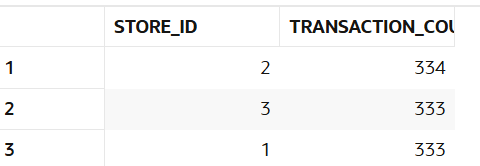 STORE_ID TRANSACTION_COU
1 2 334
2 3 333
3 1 333